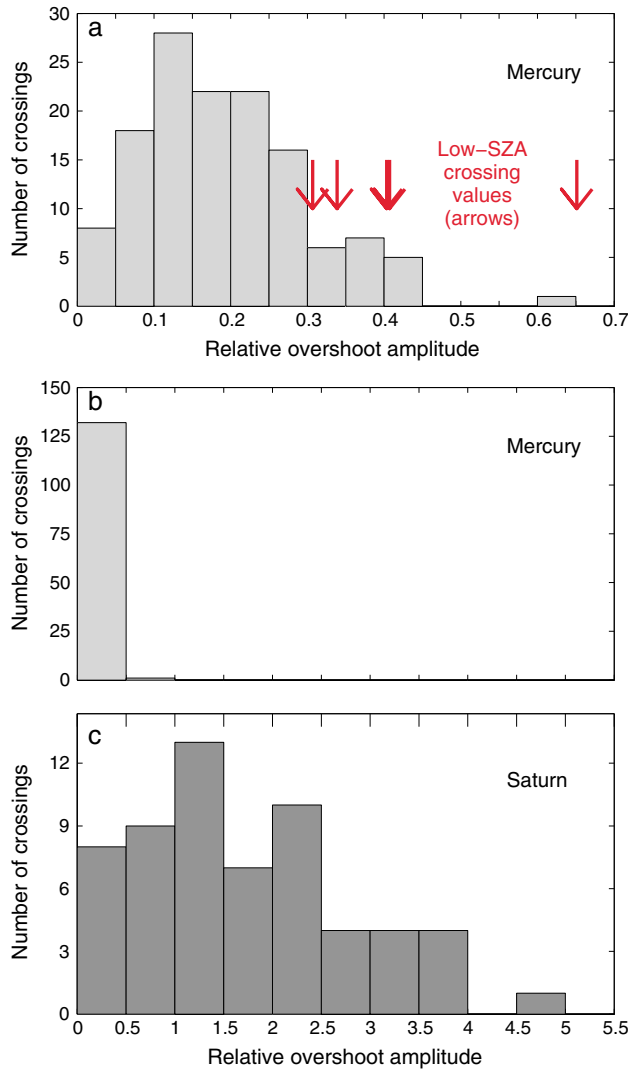 30
a
Mercury
25
20
Number of crossings
15
Low–SZA
crossing
values
(arrows)
10
5
0
0 0.1 0.2 0.3 0.4 0.5 0.6 0.7
Relative overshoot amplitude
150
b
Mercury
125
100
Number of crossings
75
50
25
0
c
Saturn
12
9
Number of crossings
6
3
0
0 0.5 1 1.5 2 2.5 3 3.5 4 4.5 5 5.5
Relative overshoot amplitude